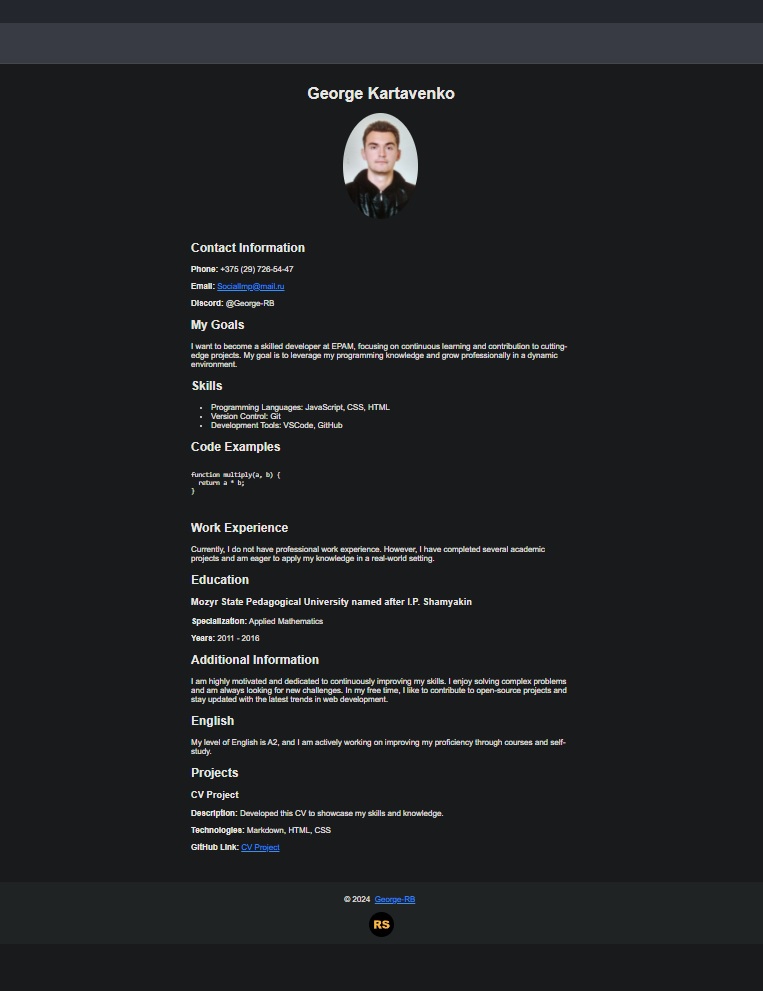 George Kartavenko
Contact Information
Phone: +375 (29) 726-54-47
Email: SocialImp@mail.ru
Discord: @George-RB
My Goals
I want to become a skilled developer at EPAM, focusing on continuous learning and contribution to cutting-
edge projects. My goal is to leverage my programming knowledge and grow professionally in a dynamic
environment.
Skills
• Programming Languages: JavaScript, CSS, HTML
• Version Control: Git
• Development Tools: VSCode, GitHub
Code Examples
function multiply(a, b) {
  return a * b;
}
Work Experience
Currently, I do not have professional work experience. However, I have completed several academic
projects and am eager to apply my knowledge in a real-world setting.
Education
Mozyr State Pedagogical University named after I.P. Shamyakin
Specialization: Applied Mathematics
Years: 2011 - 2016
Additional Information
I am highly motivated and dedicated to continuously improving my skills. I enjoy solving complex problems
and am always looking for new challenges. In my free time, I like to contribute to open-source projects and
stay updated with the latest trends in web development.
English
My level of English is A2, and I am actively working on improving my proficiency through courses and self-
study.
Projects
CV Project
Description: Developed this CV to showcase my skills and knowledge.
Technologies: Markdown, HTML, CSS
GitHub Link: CV Project
© 2024 George-RB
RS